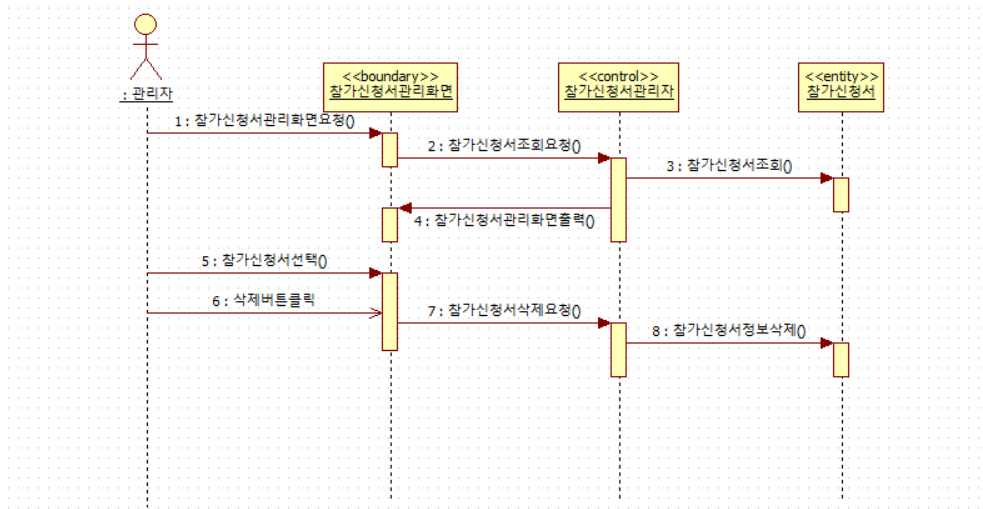 : 관리자
<<boundary>>
참가신청서관리화면
<<control>>
참가신청서관리자
<<entity>>
참가신청서
1 : 참가신청서관리화면요청()
2 : 참가신청서조회요청()
3 : 참가신청서조회()
4 : 참가신청서관리화면출력()
5 : 참가신청서선택()
6 : 삭제버튼클릭
7 : 참가신청서삭제요청()
8 : 참가신청서정보삭제()